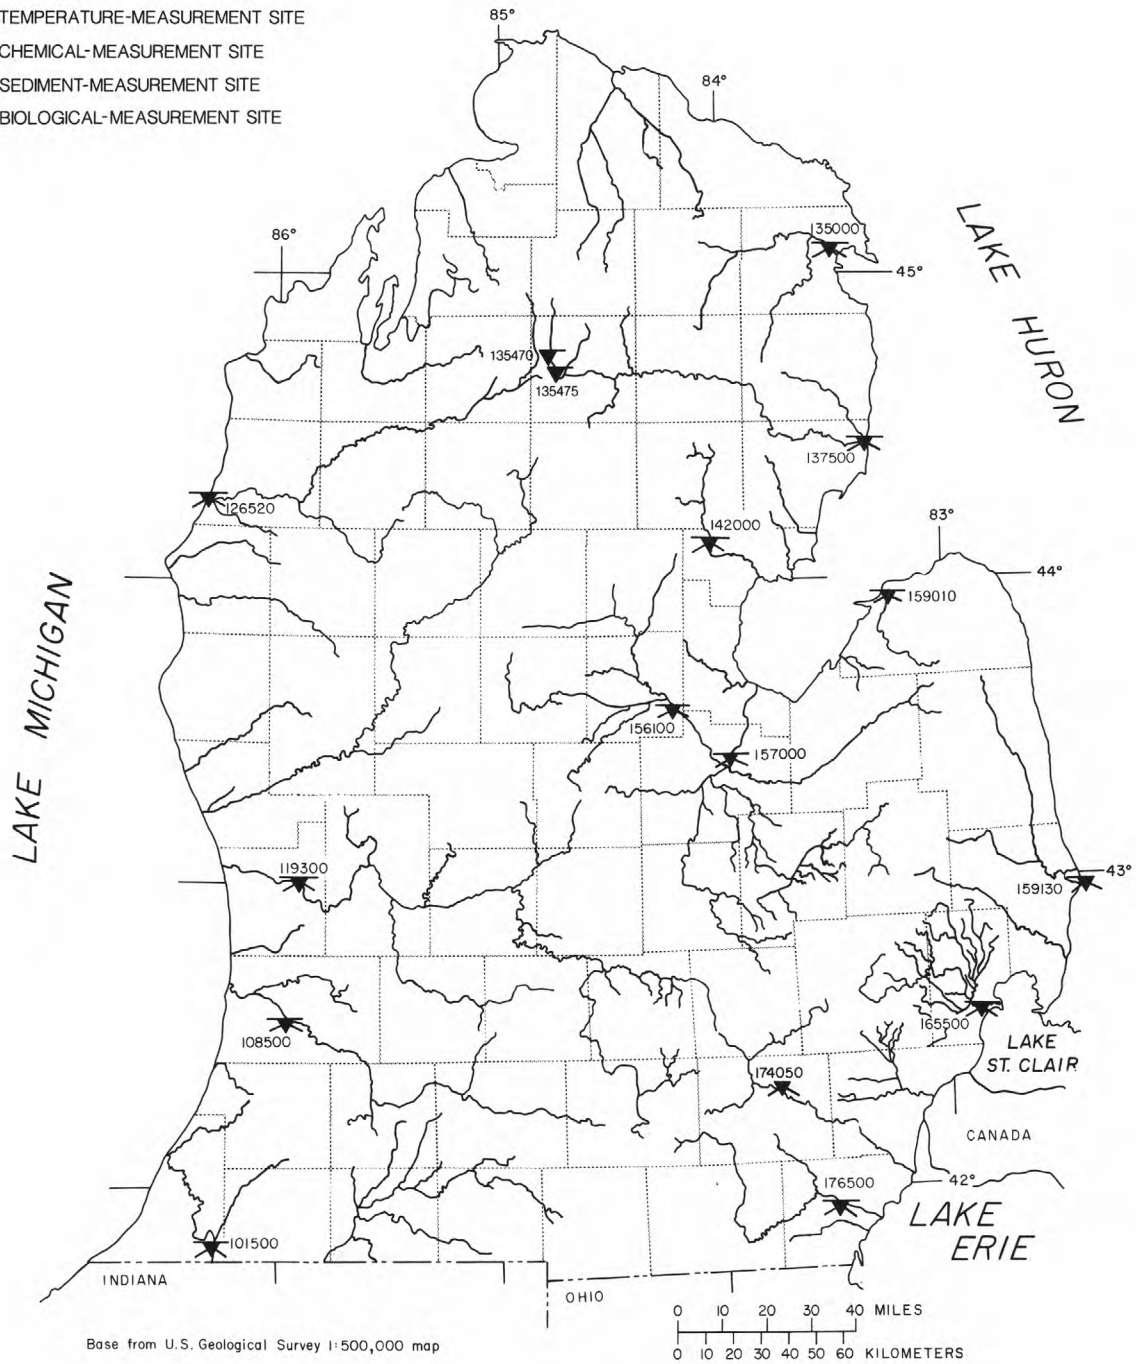 TEMPERATURE-MEASUREMENT SITE
CHEMICAL-MEASUREMENT SITE
SEDIMENT-MEASUREMENT SITE
BIOLOGICAL-MEASUREMENT SITE
85°
84°
86°
135000
45°
LAKE HURON
135470
135475
137500
126520
142000
83°
44°
159010
LAKE MICHIGAN
156100
157000
119300
43°
159130
165500
108500
LAKE
ST. CLAIR
174050
CANADA
176500
42°
LAKE
ERIE
101500
INDIANA
OHIO
0 10 20 30 40 MILES
0 10 20 30 40 50 60 KILOMETERS
Base from U.S. Geological Survey 1:500,000 map